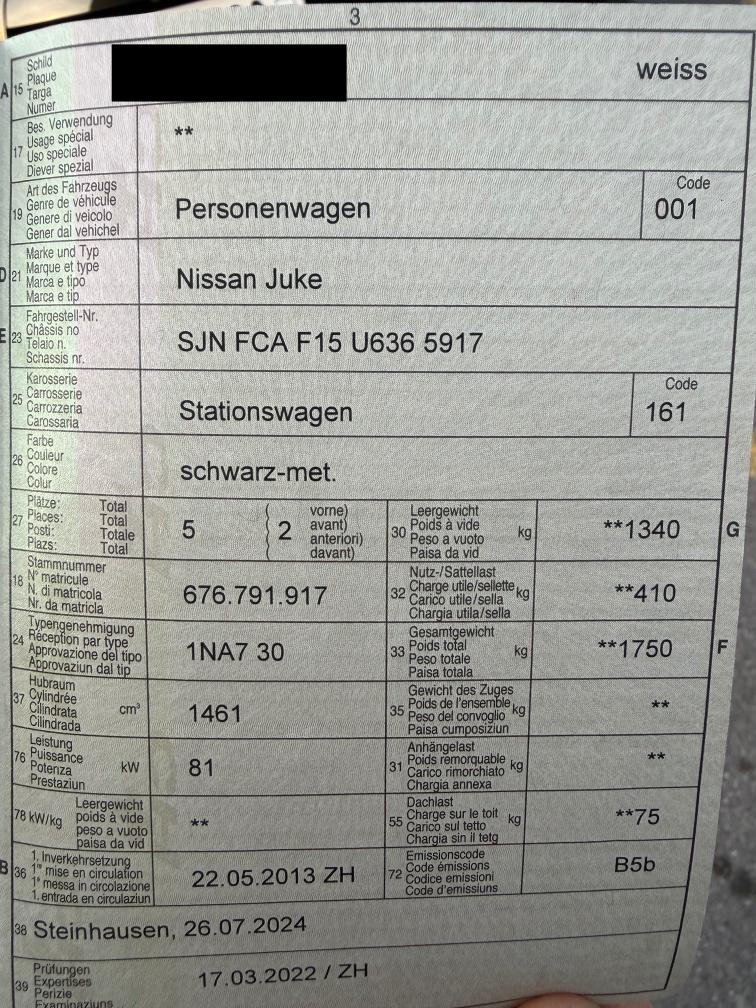 3
A 15 Schild
Plaque
Targa
Numer
weiss
17 Bes. Verwendung
Usage spécial
Uso speciale
Diever spezial
**
19 Art des Fahrzeugs
Genre de véhicule
Genere di veicolo
Gener dal vehichel
Personenwagen
Code
001
D 21 Marke und Typ
Marque et type
Marca e tipo
Marca e tip
Nissan Juke
E 23 Fahrgestell-Nr.
Châssis no
Telaio n.
Schassis nr.
SJN FCA F15 U636 5917
25 Karosserie
Carrosserie
Carrozzeria
Carossaria
Stationswagen
Code
161
26 Farbe
Couleur
Colore
Colur
schwarz-met.
27 Plätze: Total
Places: Total
Posti: Totale
Plazs: Total
5
( 2 vorne)
avant)
anteriori)
davant)
30 Leergewicht
Poids à vide
Peso a vuoto
Paisa da vid
kg
**1340
G
18 Stammnummer
N° matricule
N. di matricola
Nr. da matricla
676.791.917
32 Nutz-/Sattellast
Charge utile/sellette
Carico utile/sella
Chargia utila/sella
kg
**410
24 Typengenehmigung
Réception par type
Approvazione del tipo
Approvaziun dal tip
1NA7 30
33 Gesamtgewicht
Poids total
Peso totale
Paisa totala
kg
**1750
F
37 Hubraum
Cylindrée
Cilindrata
Cilindrada
cm³
1461
35 Gewicht des Zuges
Poids de l'ensemble
Peso del convoglio
Paisa cumposiziun
kg
**
76 Leistung
Puissance
Potenza
Prestaziun
kW
81
31 Anhängelast
Poids remorquable
Carico rimorchiato
Chargia annexa
kg
**
78 kW/kg Leergewicht
poids à vide
peso a vuoto
paisa da vid
**
55 Dachlast
Charge sur le toit
Carico sul tetto
Chargia sin il tetg
kg
**75
B 36 1. Inverkehrsetzung
1re mise en circulation
1a messa in circolazione
1. entrada en circulaziun
22.05.2013 ZH
72 Emissionscode
Code émissions
Codice emissioni
Code d'emissiuns
B5b
38 Steinhausen, 26.07.2024
39 Prüfungen
Expertises
Perizie
Examinaziuns
17.03.2022 / ZH